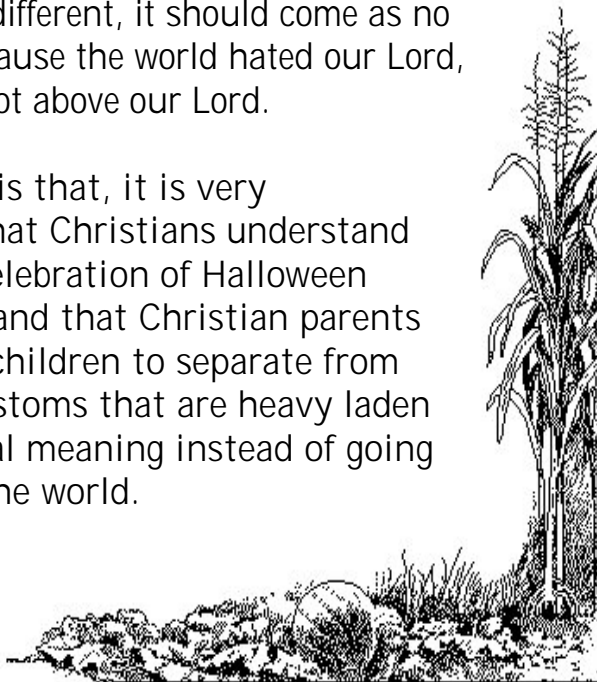 different, it should come as no
ause the world hated our Lord,
ot above our Lord.
is that, it is very
hat Christians understand
elebration of Halloween
and that Christian parents
children to separate from
stoms that are heavy laden
al meaning instead of going
he world.